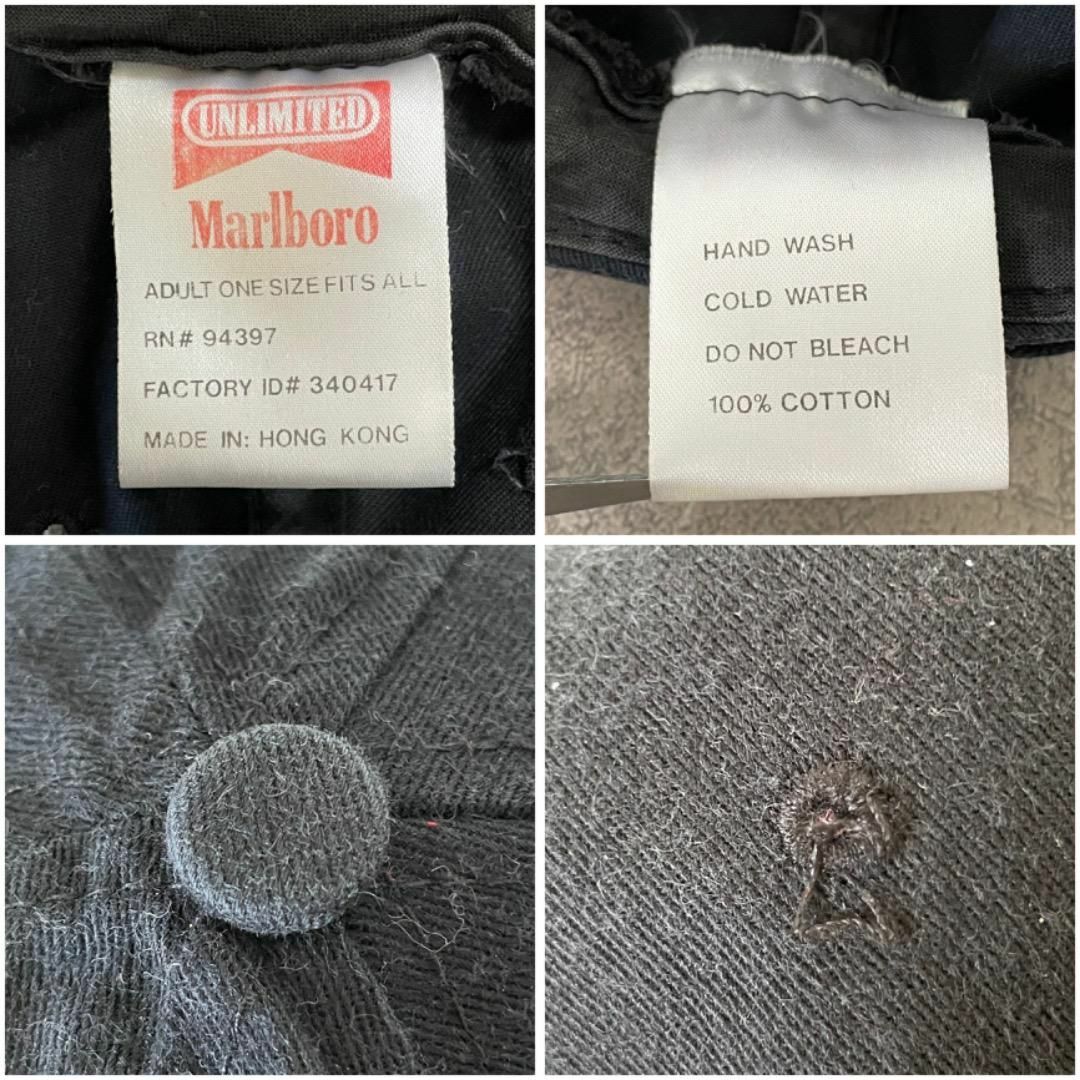 UNLIMITED
Marlboro
ADULT ONE SIZE FITS ALL
RN# 94397
FACTORY ID# 340417
MADE IN: HONG KONG
HAND WASH
COLD WATER
DO NOT BLEACH
100% COTTON